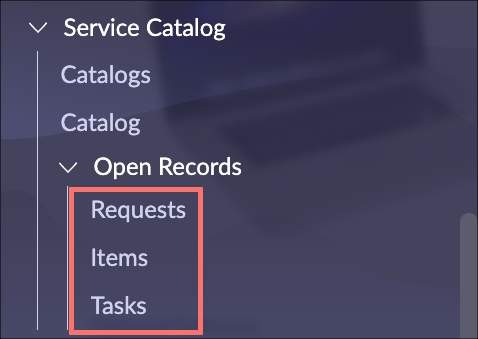 Service Catalog
Catalogs
Catalog
Open Records
Requests
Items
Tasks